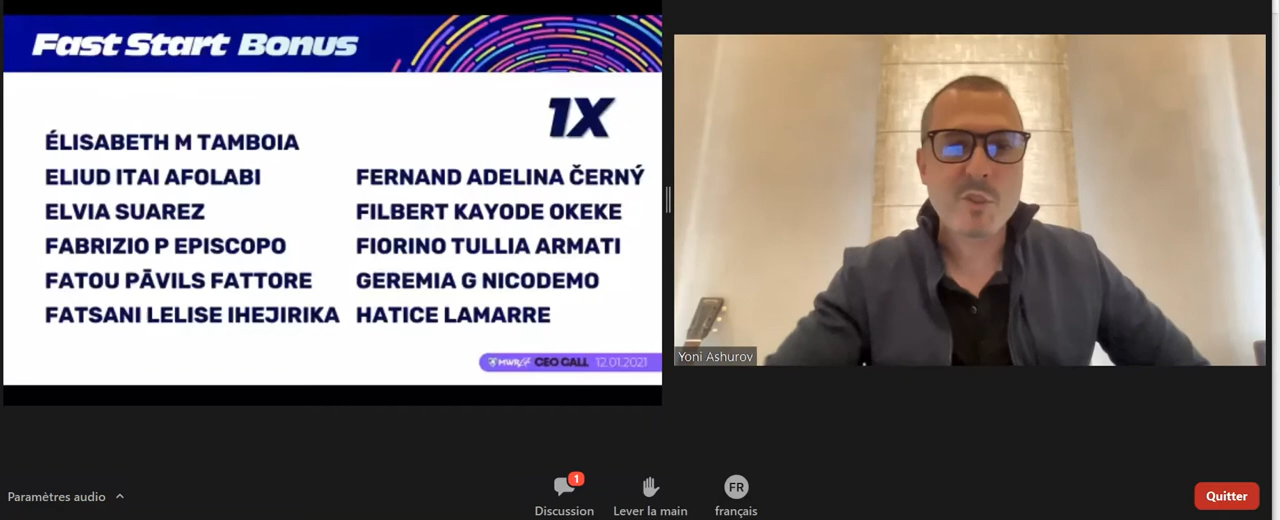 Fast Start Bonus
1X
ÉLISABETH M TAMBOIA
ELIUD ITAI AFOLABI
ELVIA SUAREZ
FABRIZIO P EPISCOPO
FATOU PĀVILS FATTORE
FATSANI LELISE IHEJIRIKA
FERNAND ADELINA ČERNÝ
FILBERT KAYODE OKEKE
FIORINO TULLIA ARMATI
GEREMIA G NICODEMO
HATICE LAMARRE
MWR CEO CALL 12.01.2021
Yoni Ashurov
Paramètres audio
1
Discussion
Lever la main
FR
français
Quitter